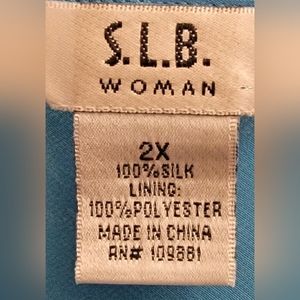 S.L.B.
WOMAN
2X
100%SILK
LINING:
100%POLYESTER
MADE IN CHINA
RN# 109881